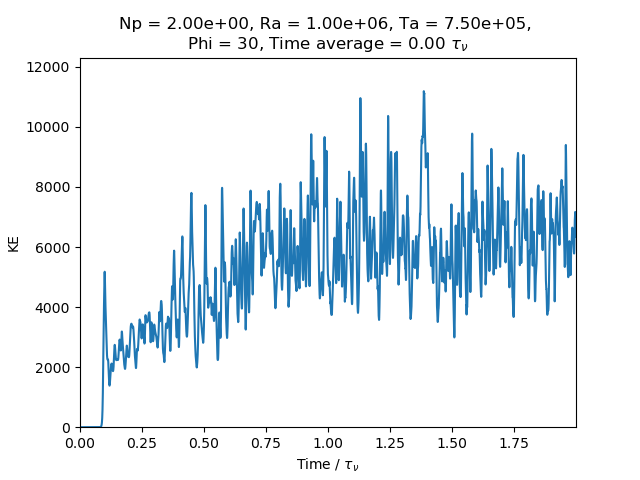 Np = 2.00e+00, Ra = 1.00e+06, Ta = 7.50e+05,
Phi = 30, Time average = 0.00 τν
12000
10000
8000
6000
4000
2000
0
KE
0.00 0.25 0.50 0.75 1.00 1.25 1.50 1.75
Time / τν